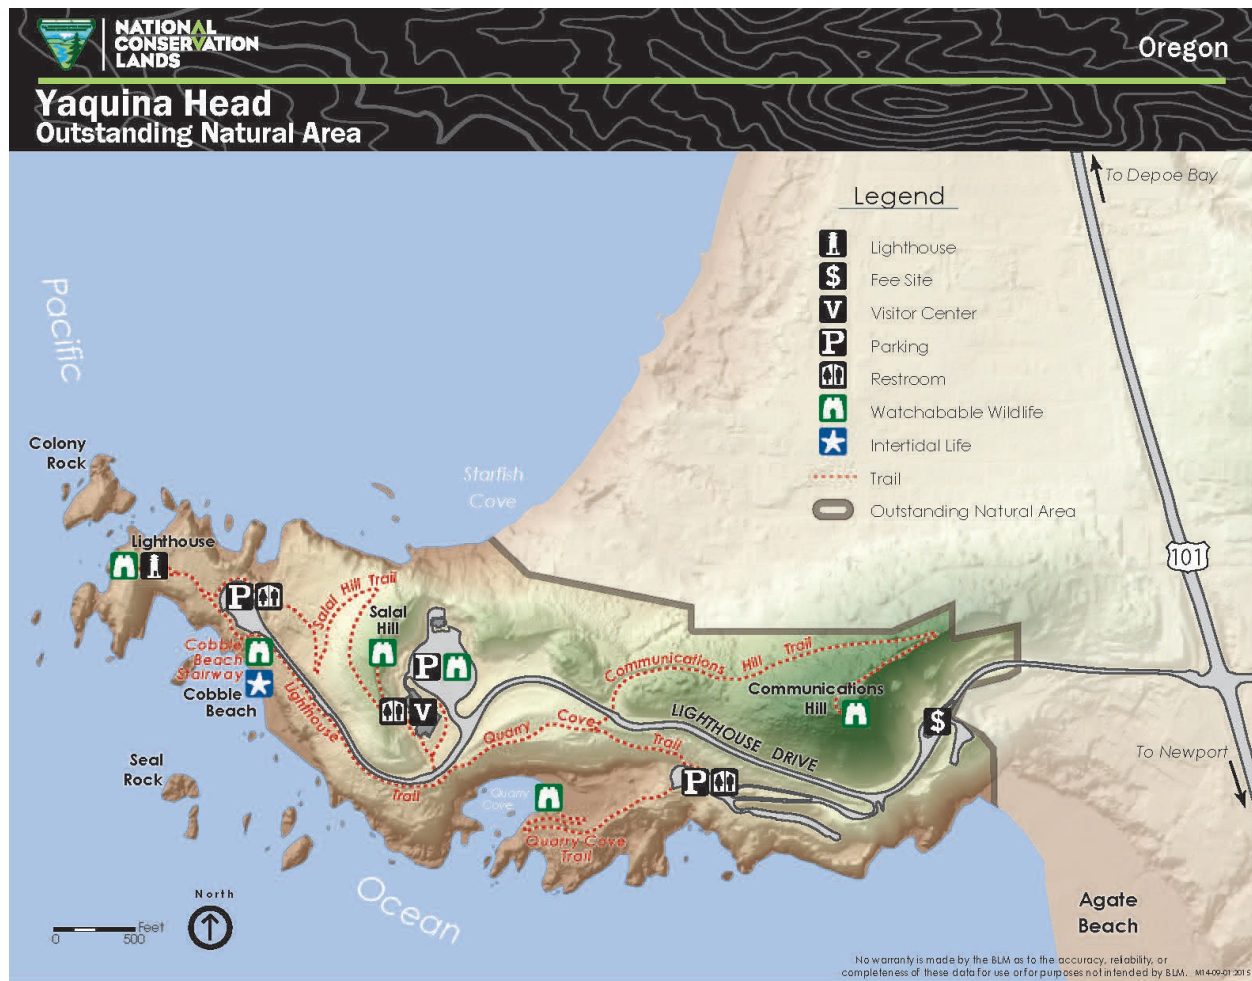 NATIONAL
CONSERVATION
LANDS
Oregon
Yaquina Head
Outstanding Natural Area
To Depoe Bay
Legend
Lighthouse
$ Fee Site
V Visitor Center
P Parking
Restroom
Watchabable Wildlife
Intertidal Life
Trail
Outstanding Natural Area
Pacific
Colony
Rock
Starfish
Cove
101
Lighthouse
Salal Hill Trail
P
Salal
Hill
Cobble
Beach
Stairway
Cobble
Beach
P
Communications Hill Trail
Communications
Hill
Lighthouse
Trail
V
Quarry Cove
Trail
LIGHTHOUSE DRIVE
$
To Newport
Seal
Rock
Quarry
Cove
P
Quarry Cove
Trail
Ocean
North
Feet
0 500
Agate
Beach
No warranty is made by the BLM as to the accuracy, reliability, or
completeness of these data for use or for purposes not intended by BLM. M14-09-01:2015